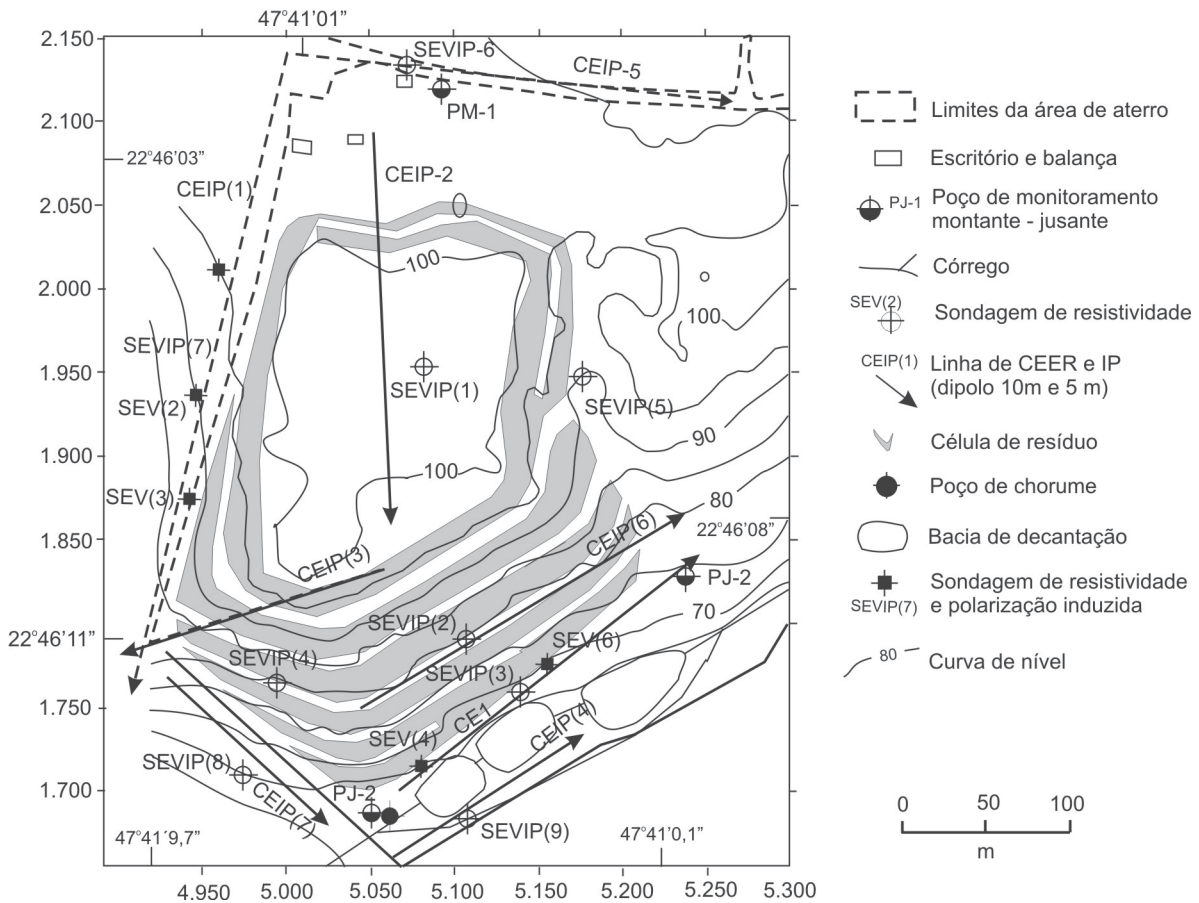 47°41'01"
2.150
2.100
2.050
2.000
1.950
1.900
1.850
22°46'11"
1.750
1.700
22°46'03"
SEVIP-6
CEIP-5
PM-1
CEIP(1)
CEIP-2
100
100
SEVIP(7)
SEVIP(1)
SEVIP(5)
SEV(2)
90
100
SEV(3)
80
CEIP(3)
CEIP(6)
22°46'08"
PJ-2
SEVIP(2)
70
SEVIP(4)
SEV(6)
SEVIP(3)
CE1
CEIP(4)
SEV(4)
SEVIP(8)
CEIP(7)
PJ-2
SEVIP(9)
47°41'9,7"
47°41'0,1"
4.950
5.000
5.050
5.100
5.150
5.200
5.250
5.300
Limites da área de aterro
Escritório e balança
PJ-1
Poço de monitoramento
montante - jusante
Córrego
SEV(2)
Sondagem de resistividade
CEIP(1)
Linha de CEER e IP
(dipolo 10m e 5 m)
Célula de resíduo
Poço de chorume
Bacia de decantação
Sondagem de resistividade
SEVIP(7)
e polarização induzida
80
Curva de nível
0
50
100
m